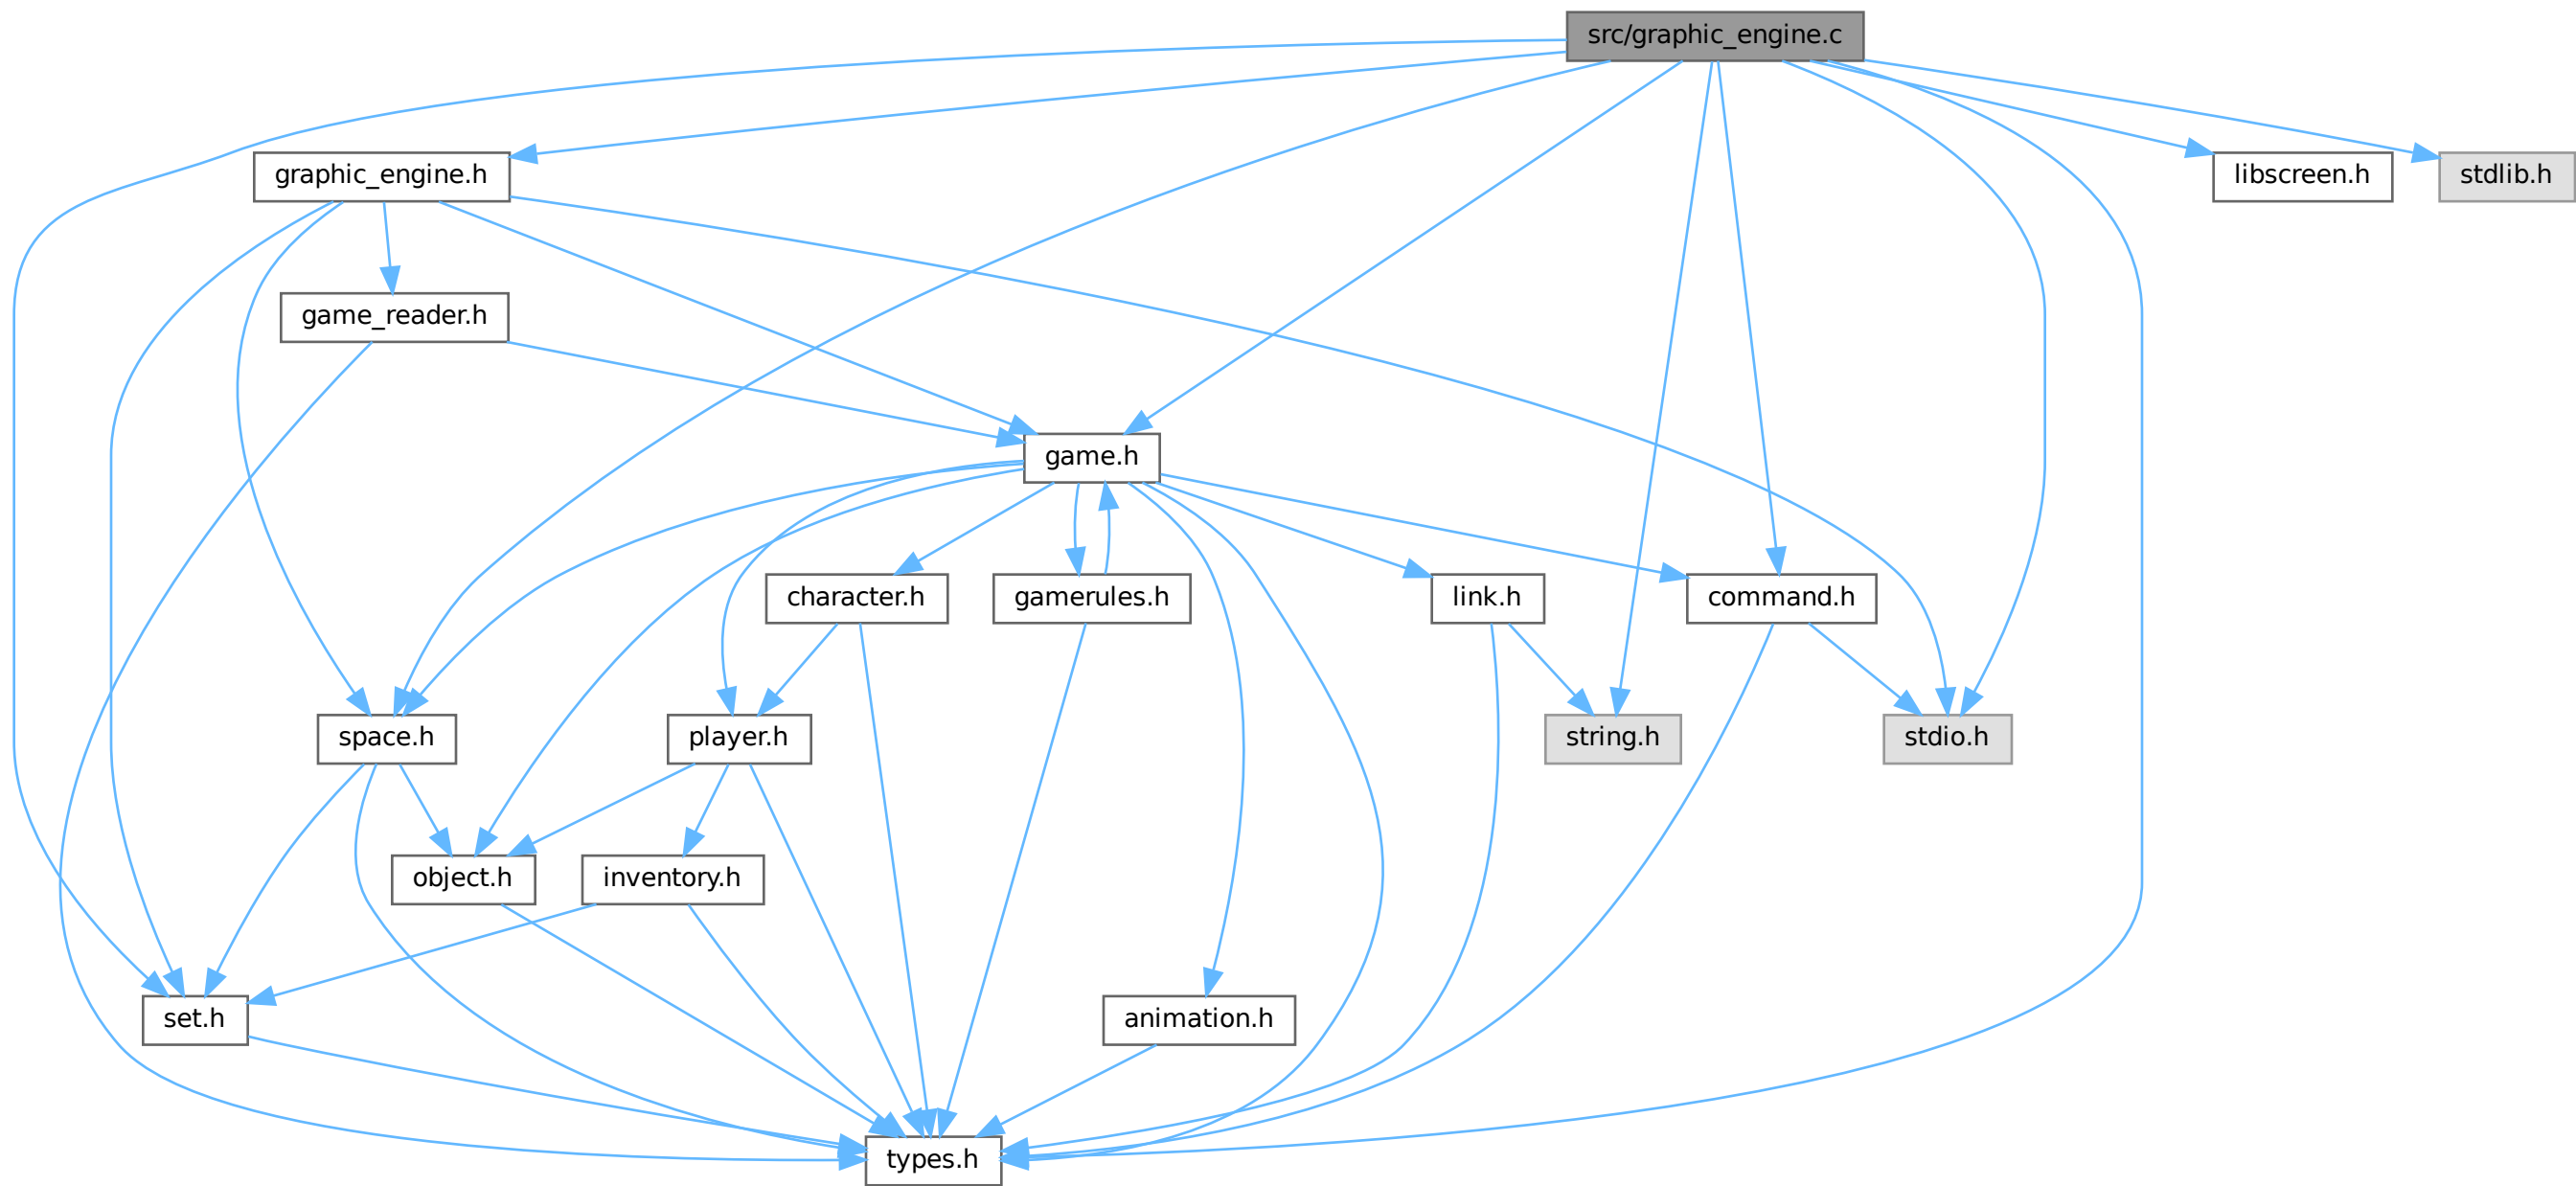 src/graphic_engine.c
graphic_engine.h
libscreen.h
stdlib.h
game_reader.h
game.h
character.h
gamerules.h
link.h
command.h
space.h
player.h
string.h
stdio.h
object.h
inventory.h
set.h
animation.h
types.h